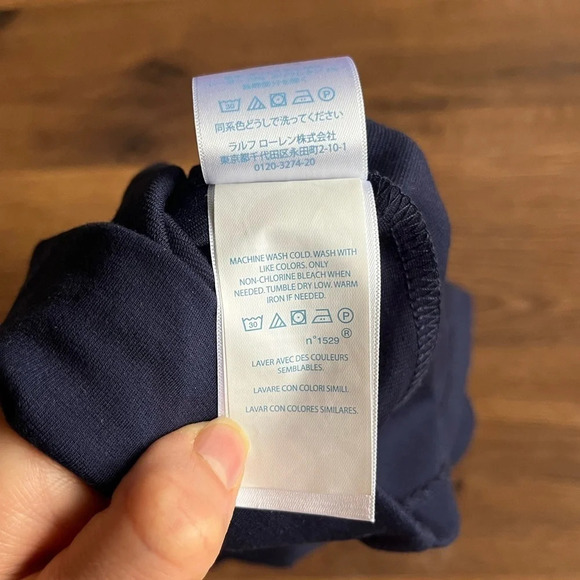 30 P
同系色どうしで洗ってください
ラルフ ローレン株式会社
東京都千代田区永田町2-10-1
0120-3274-20
MACHINE WASH COLD. WASH WITH
LIKE COLORS. ONLY
NON-CHLORINE BLEACH WHEN
NEEDED. TUMBLE DRY LOW. WARM
IRON IF NEEDED.
30 P
®
n°1529
LAVER AVEC DES COULEURS
SEMBLABLES.
LAVARE CON COLORI SIMILI.
LAVAR CON COLORES SIMILARES.